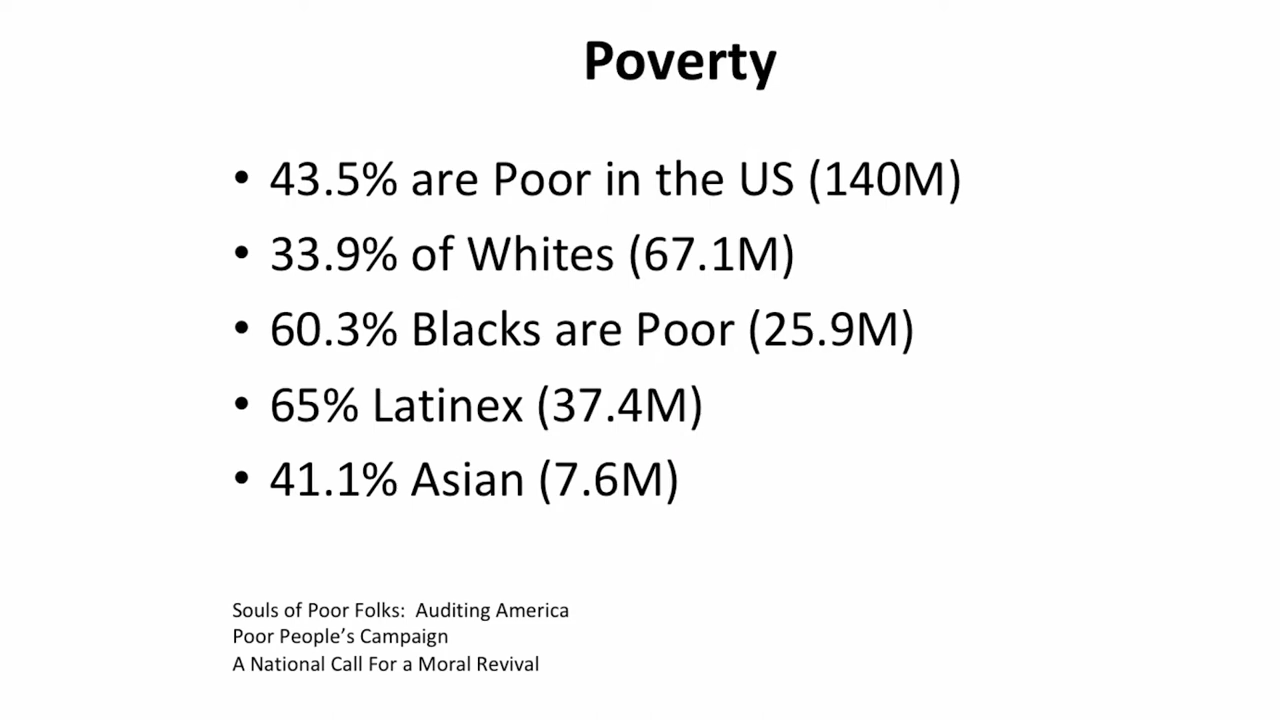 Poverty
• 43.5% are Poor in the US (140M)
• 33.9% of Whites (67.1M)
• 60.3% Blacks are Poor (25.9M)
• 65% Latinex (37.4M)
• 41.1% Asian (7.6M)
Souls of Poor Folks:  Auditing America
Poor People’s Campaign
A National Call For a Moral Revival